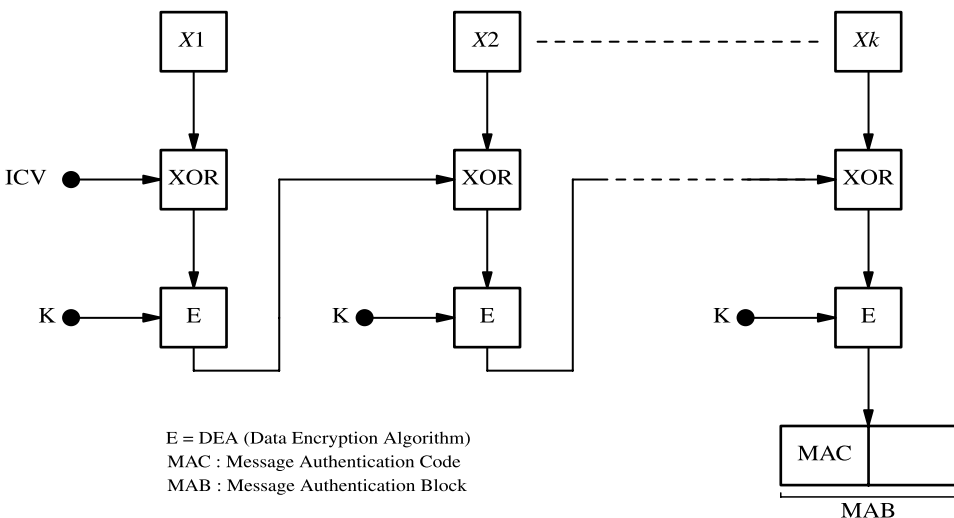 X1 X2 Xk
ICV XOR XOR XOR
K E K E K E
E = DEA (Data Encryption Algorithm)
MAC : Message Authentication Code
MAB : Message Authentication Block
MAC
MAB